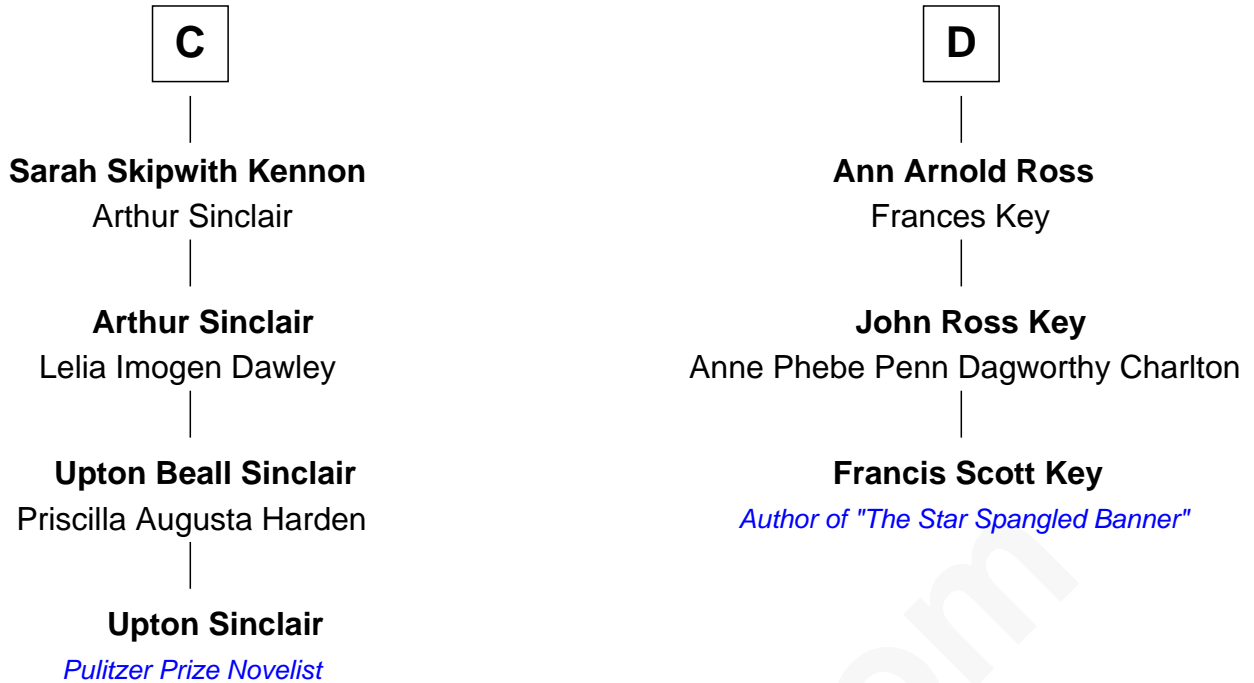 C
Sarah Skipwith Kennon
Arthur Sinclair
Arthur Sinclair
Lelia Imogen Dawley
Upton Beall Sinclair
Priscilla Augusta Harden
Upton Sinclair
Pulitzer Prize Novelist
D
Ann Arnold Ross
Frances Key
John Ross Key
Anne Phebe Penn Dagworthy Charlton
Francis Scott Key
Author of "The Star Spangled Banner"
om